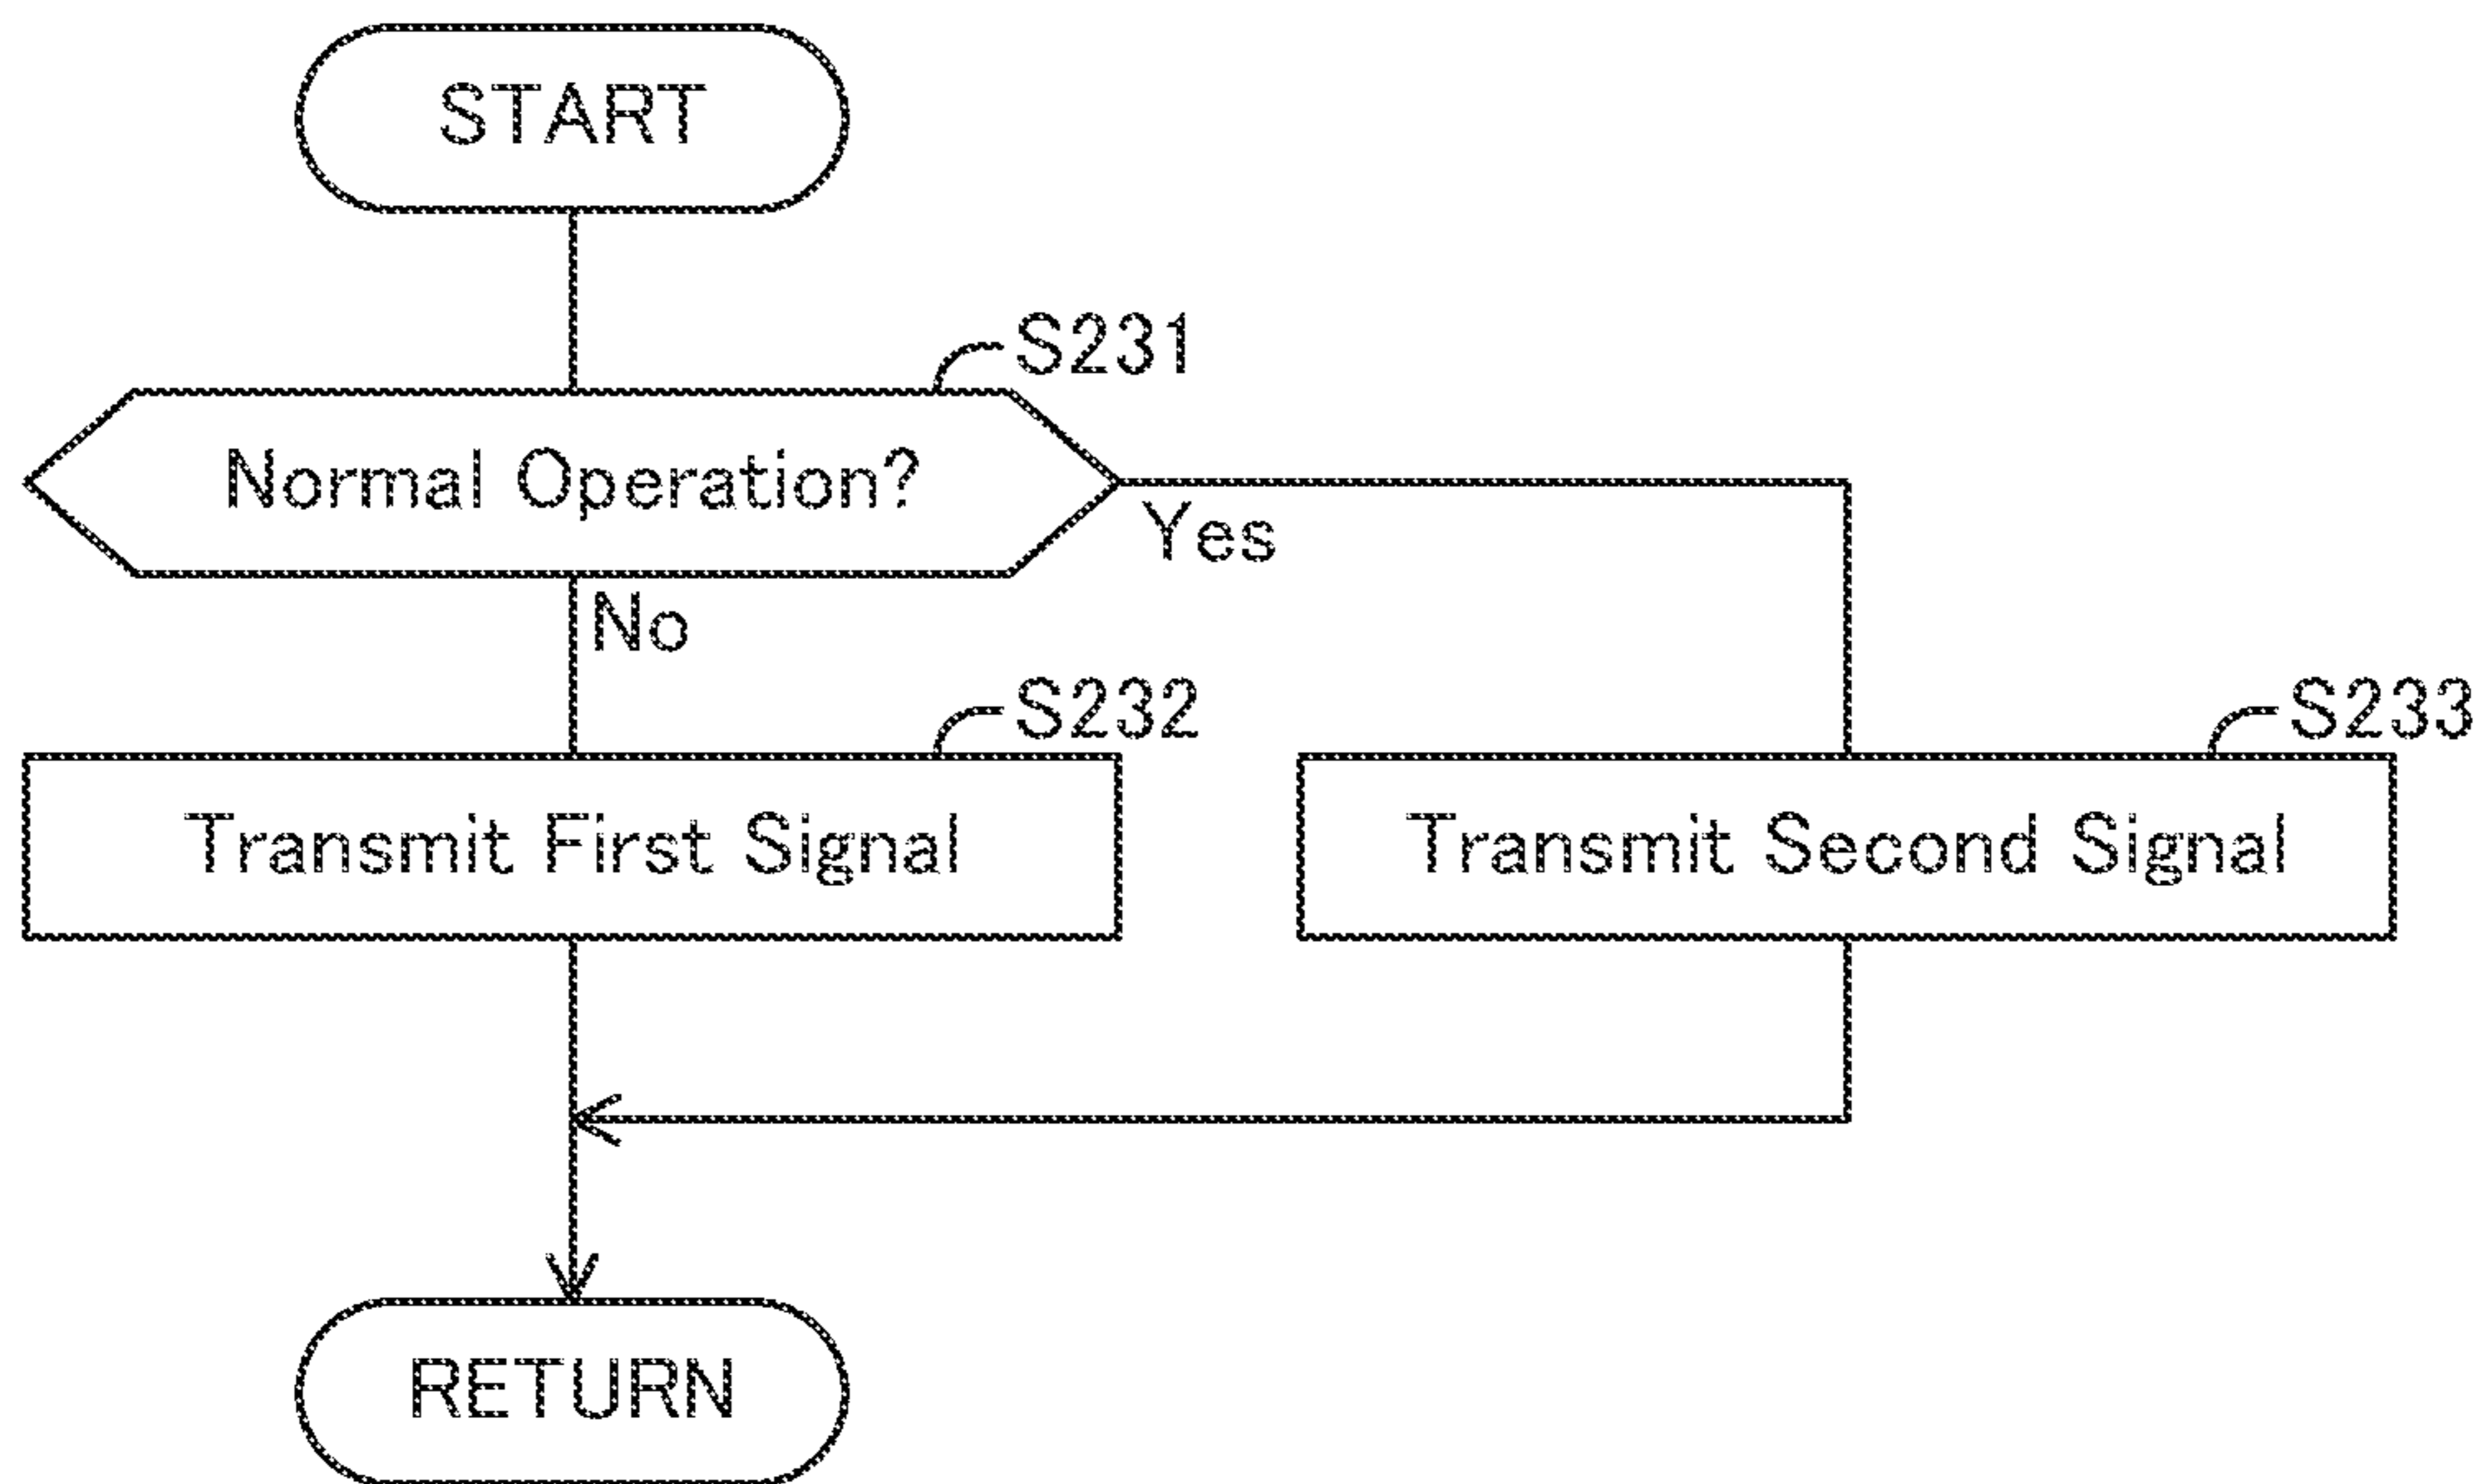 START
S231
Normal Operation?
Yes
No
S232
S233
Transmit First Signal
Transmit Second Signal
RETURN